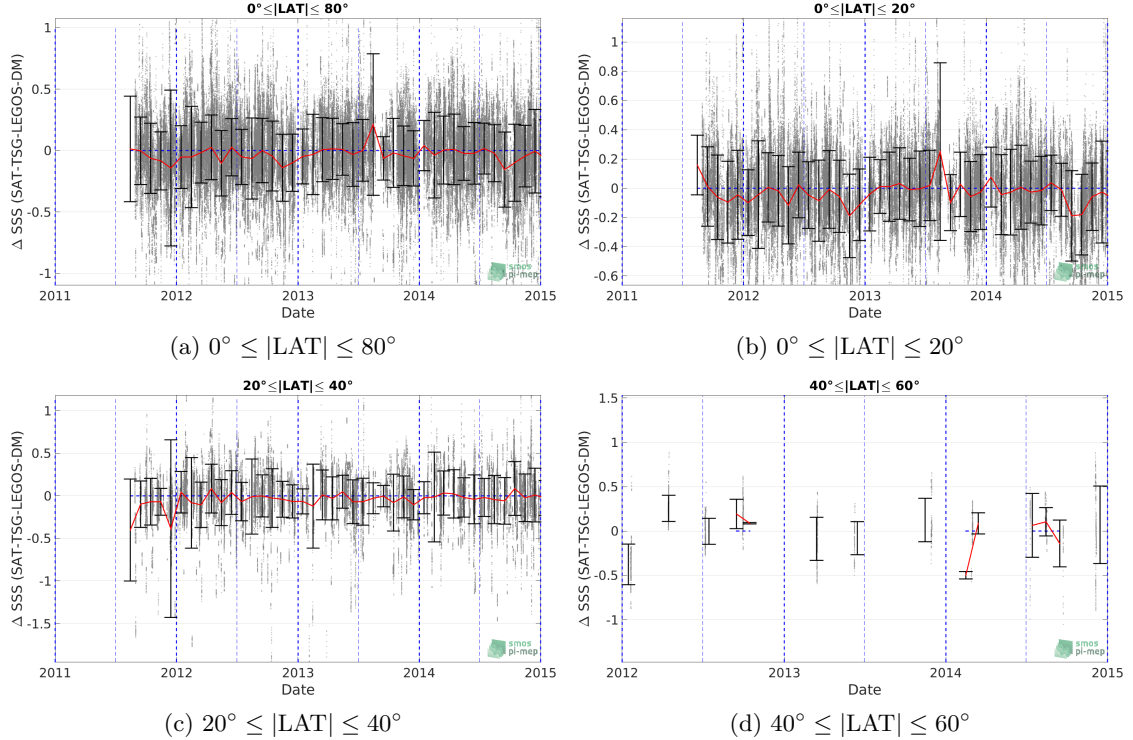 0°≤|LAT|≤ 80°
Δ SSS (SAT-TSG-LEGOS-DM)
1
0.5
0
-0.5
-1
2011
2012
2013
2014
2015
Date
smos
pi-mep
(a) 0° ≤ |LAT| ≤ 80°
0°≤|LAT|≤ 20°
Δ SSS (SAT-TSG-LEGOS-DM)
1
0.8
0.6
0.4
0.2
0
-0.2
-0.4
-0.6
2011
2012
2013
2014
2015
Date
smos
pi-mep
(b) 0° ≤ |LAT| ≤ 20°
20°≤|LAT|≤ 40°
Δ SSS (SAT-TSG-LEGOS-DM)
1
0.5
0
-0.5
-1
-1.5
2011
2012
2013
2014
2015
Date
smos
pi-mep
(c) 20° ≤ |LAT| ≤ 40°
40°≤|LAT|≤ 60°
Δ SSS (SAT-TSG-LEGOS-DM)
1.5
1
0.5
0
-0.5
-1
2012
2013
2014
2015
Date
smos
pi-mep
(d) 40° ≤ |LAT| ≤ 60°